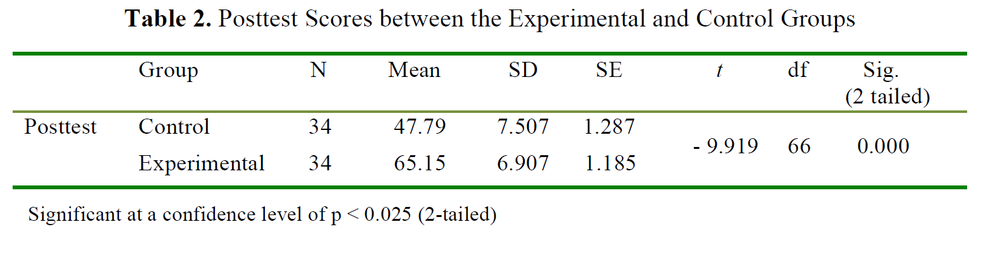 Table 2. Posttest Scores between the Experimental and Control Groups
Group N Mean SD SE t df Sig.
(2 tailed)
Posttest Control 34 47.79 7.507 1.287
- 9.919 66 0.000
Experimental 34 65.15 6.907 1.185
Significant at a confidence level of p < 0.025 (2-tailed)